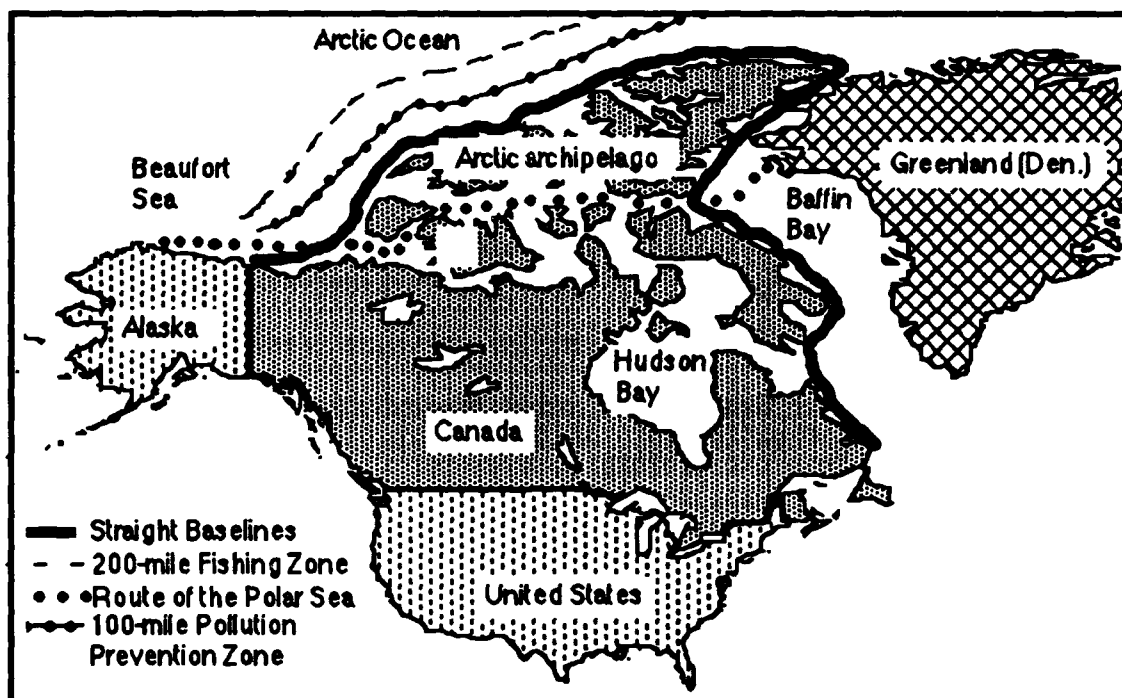 Arctic Ocean
Beaufort
Sea
Arctic archipelago
Greenland (Den.)
Baffin
Bay
Alaska
Hudson
Bay
Canada
Straight Baselines
200-mile Fishing Zone
Route of the Polar Sea
100-mile Pollution
Prevention Zone
United States